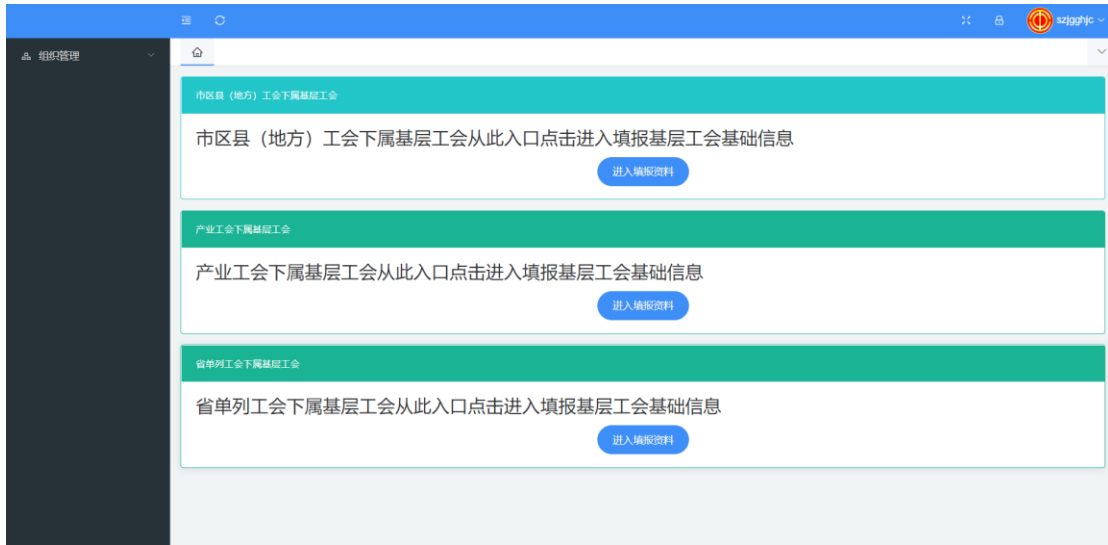 szjgghjc
组织管理
市区县（地方）工会下属基层工会
市区县（地方）工会下属基层工会从此入口点击进入填报基层工会基础信息
进入填报资料
产业工会下属基层工会
产业工会下属基层工会从此入口点击进入填报基层工会基础信息
进入填报资料
省单列工会下属基层工会
省单列工会下属基层工会从此入口点击进入填报基层工会基础信息
进入填报资料